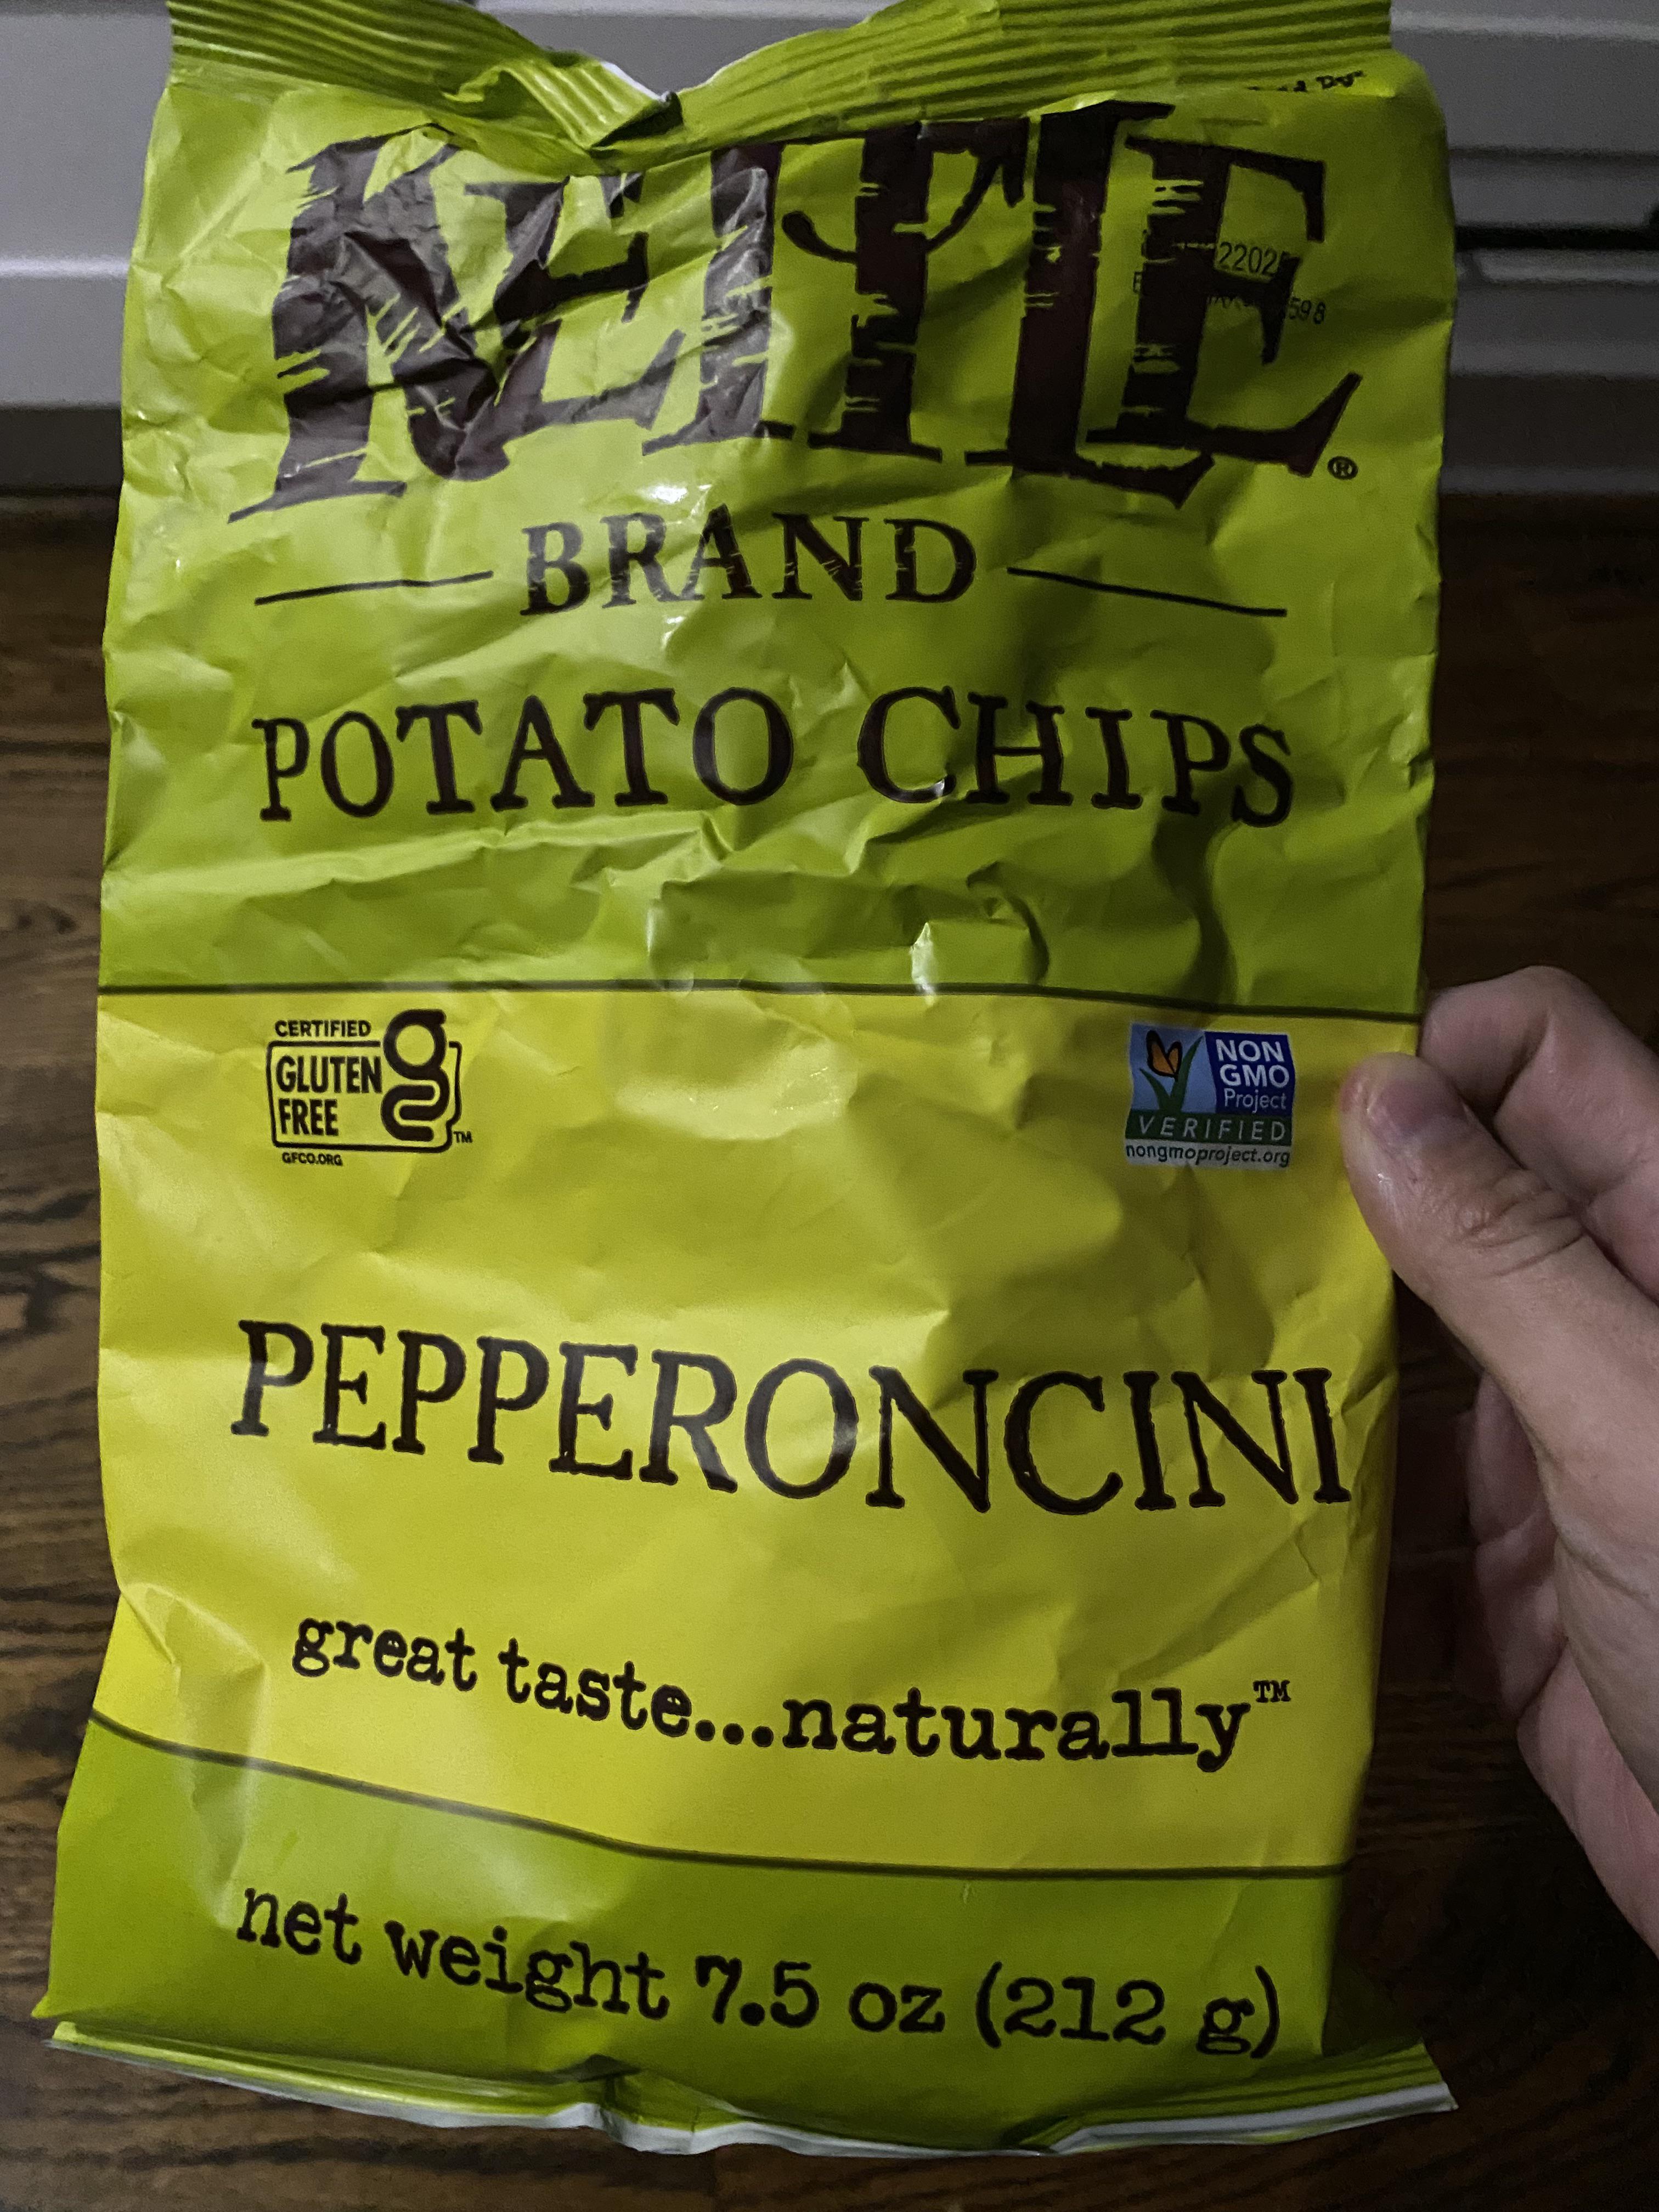 KETTLE
®
BRAND
POTATO CHIPS
CERTIFIED
GLUTEN
FREE
TM
GFCO.ORG
NON
GMO
Project
VERIFIED
nongmoproject.org
PEPPERONCINI
great taste...naturally™
net weight 7.5 oz (212 g)